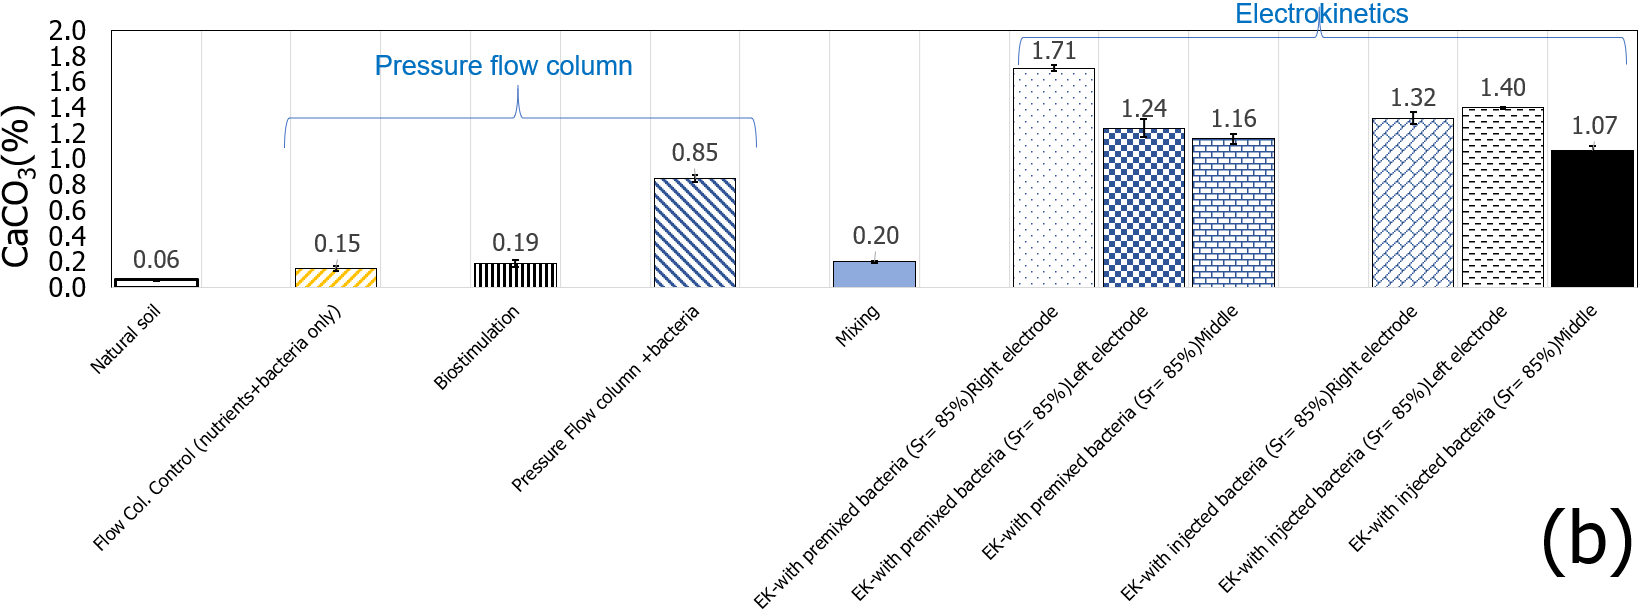 Electrokinetics
Pressure flow column
CaCO3(%)
2.0
1.8
1.6
1.4
1.2
1.0
0.8
0.6
0.4
0.2
0.0
0.06
0.15
0.19
0.85
0.20
1.71
1.24
1.16
1.32
1.40
1.07
Natural soil
Flow Col. Control (nutrients+bacteria only)
Biostimulation
Pressure Flow column +bacteria
Mixing
EK-with premixed bacteria (Sr= 85%)Right electrode
EK-with premixed bacteria (Sr= 85%)Left electrode
EK-with premixed bacteria (Sr= 85%)Middle
EK-with injected bacteria (Sr= 85%)Right electrode
EK-with injected bacteria (Sr= 85%)Left electrode
EK-with injected bacteria (Sr= 85%)Middle
(b)